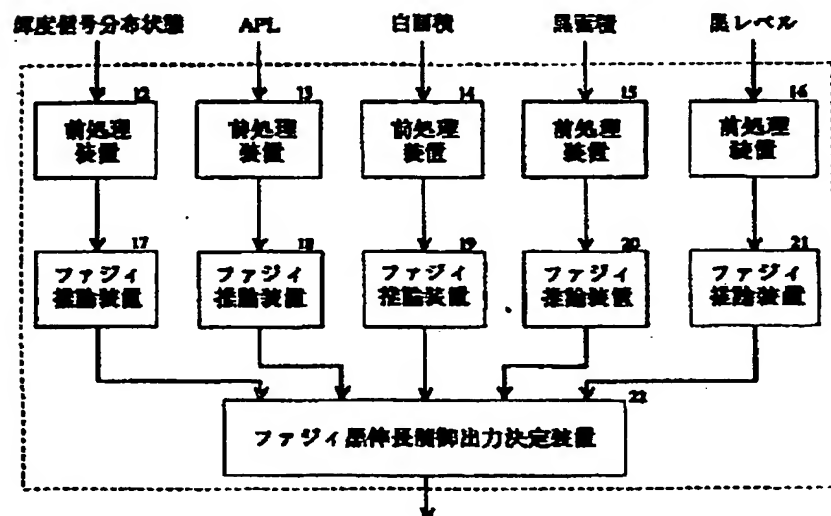 輝度信号分布状態 APL 白面積 黒面積 黒レベル
12 13 14 15 16
前処理 前処理 前処理 前処理 前処理
装置 装置 装置 装置 装置
17 18 19 20 21
ファジィ ファジィ ファジィ ファジィ ファジィ
推論装置 推論装置 推論装置 推論装置 推論装置
22
ファジィ黒伸長制御出力決定装置